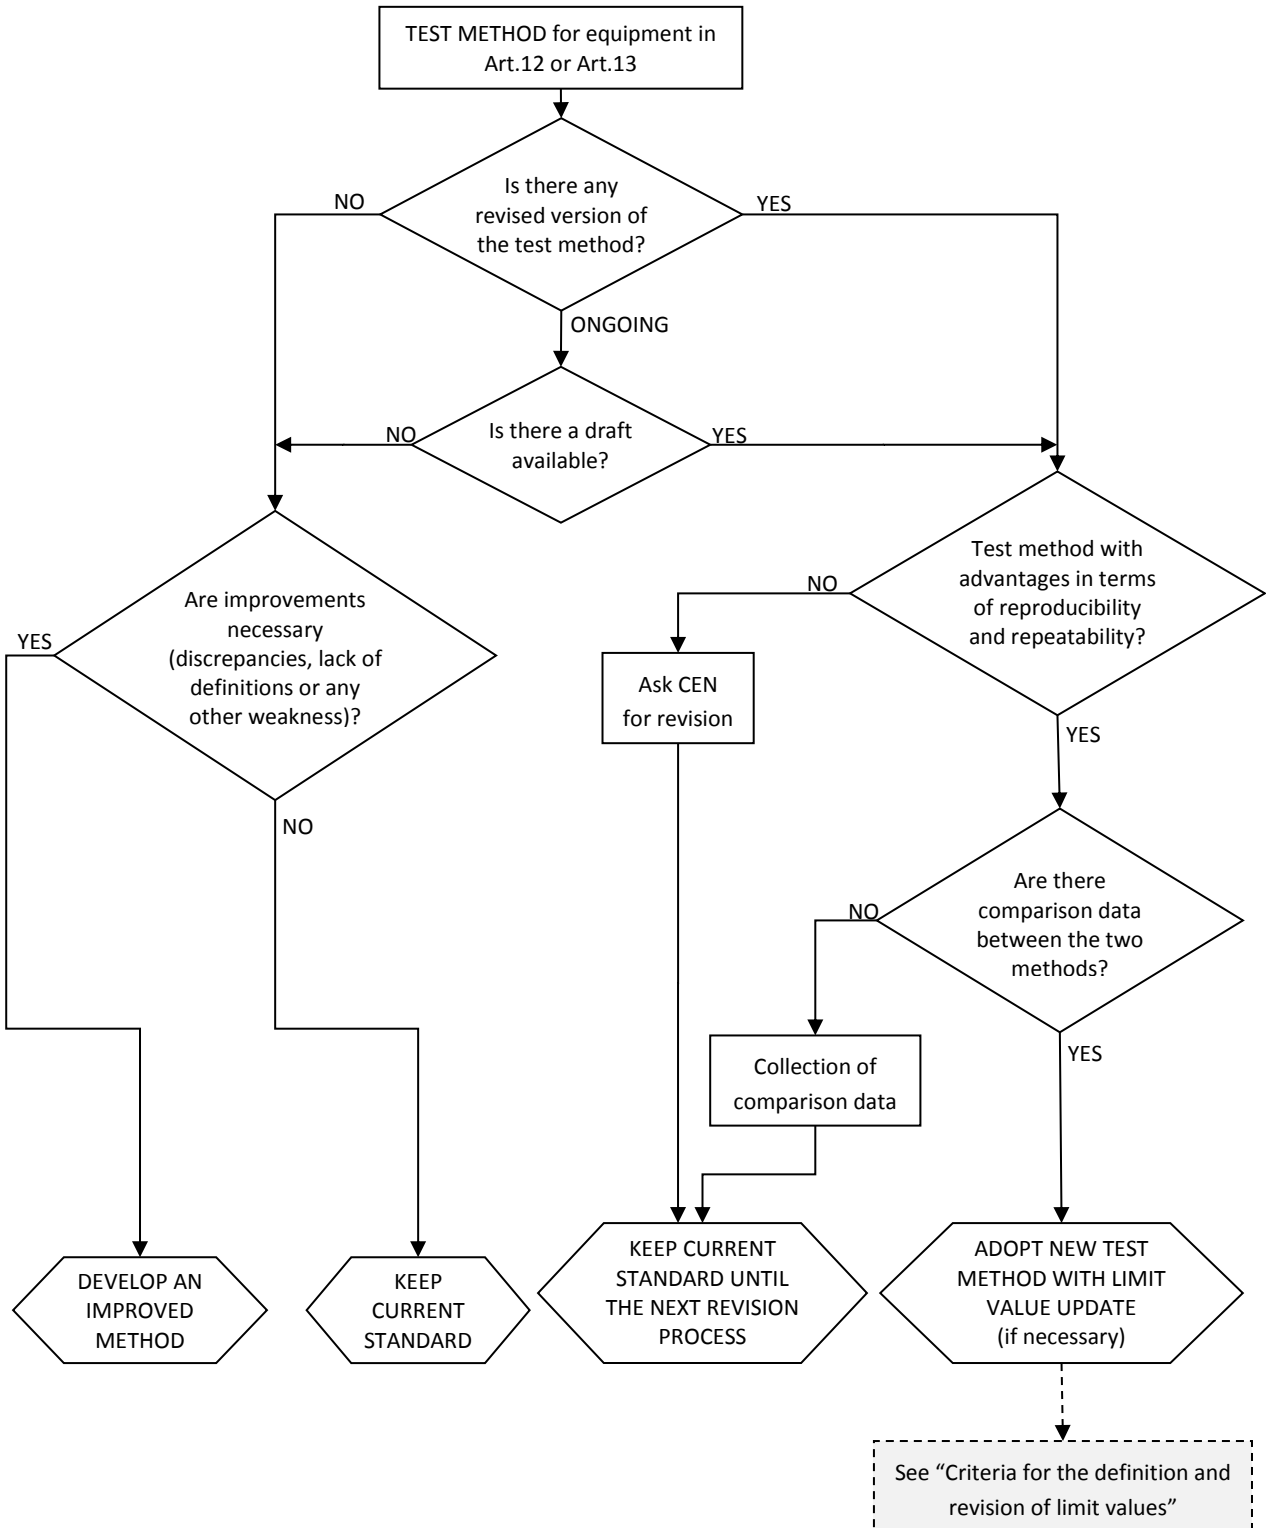 TEST METHOD for equipment in
Art.12 or Art.13
Is there any
revised version of
the test method?
NO
YES
ONGOING
Is there a draft
available?
NO
YES
Test method with
advantages in terms
of reproducibility
and repeatability?
NO
YES
Are improvements
necessary
(discrepancies, lack of
definitions or any
other weakness)?
YES
NO
Ask CEN
for revision
Are there
comparison data
between the two
methods?
NO
YES
Collection of
comparison data
DEVELOP AN
IMPROVED
METHOD
KEEP
CURRENT
STANDARD
KEEP CURRENT
STANDARD UNTIL
THE NEXT REVISION
PROCESS
ADOPT NEW TEST
METHOD WITH LIMIT
VALUE UPDATE
(if necessary)
See “Criteria for the definition and
revision of limit values”